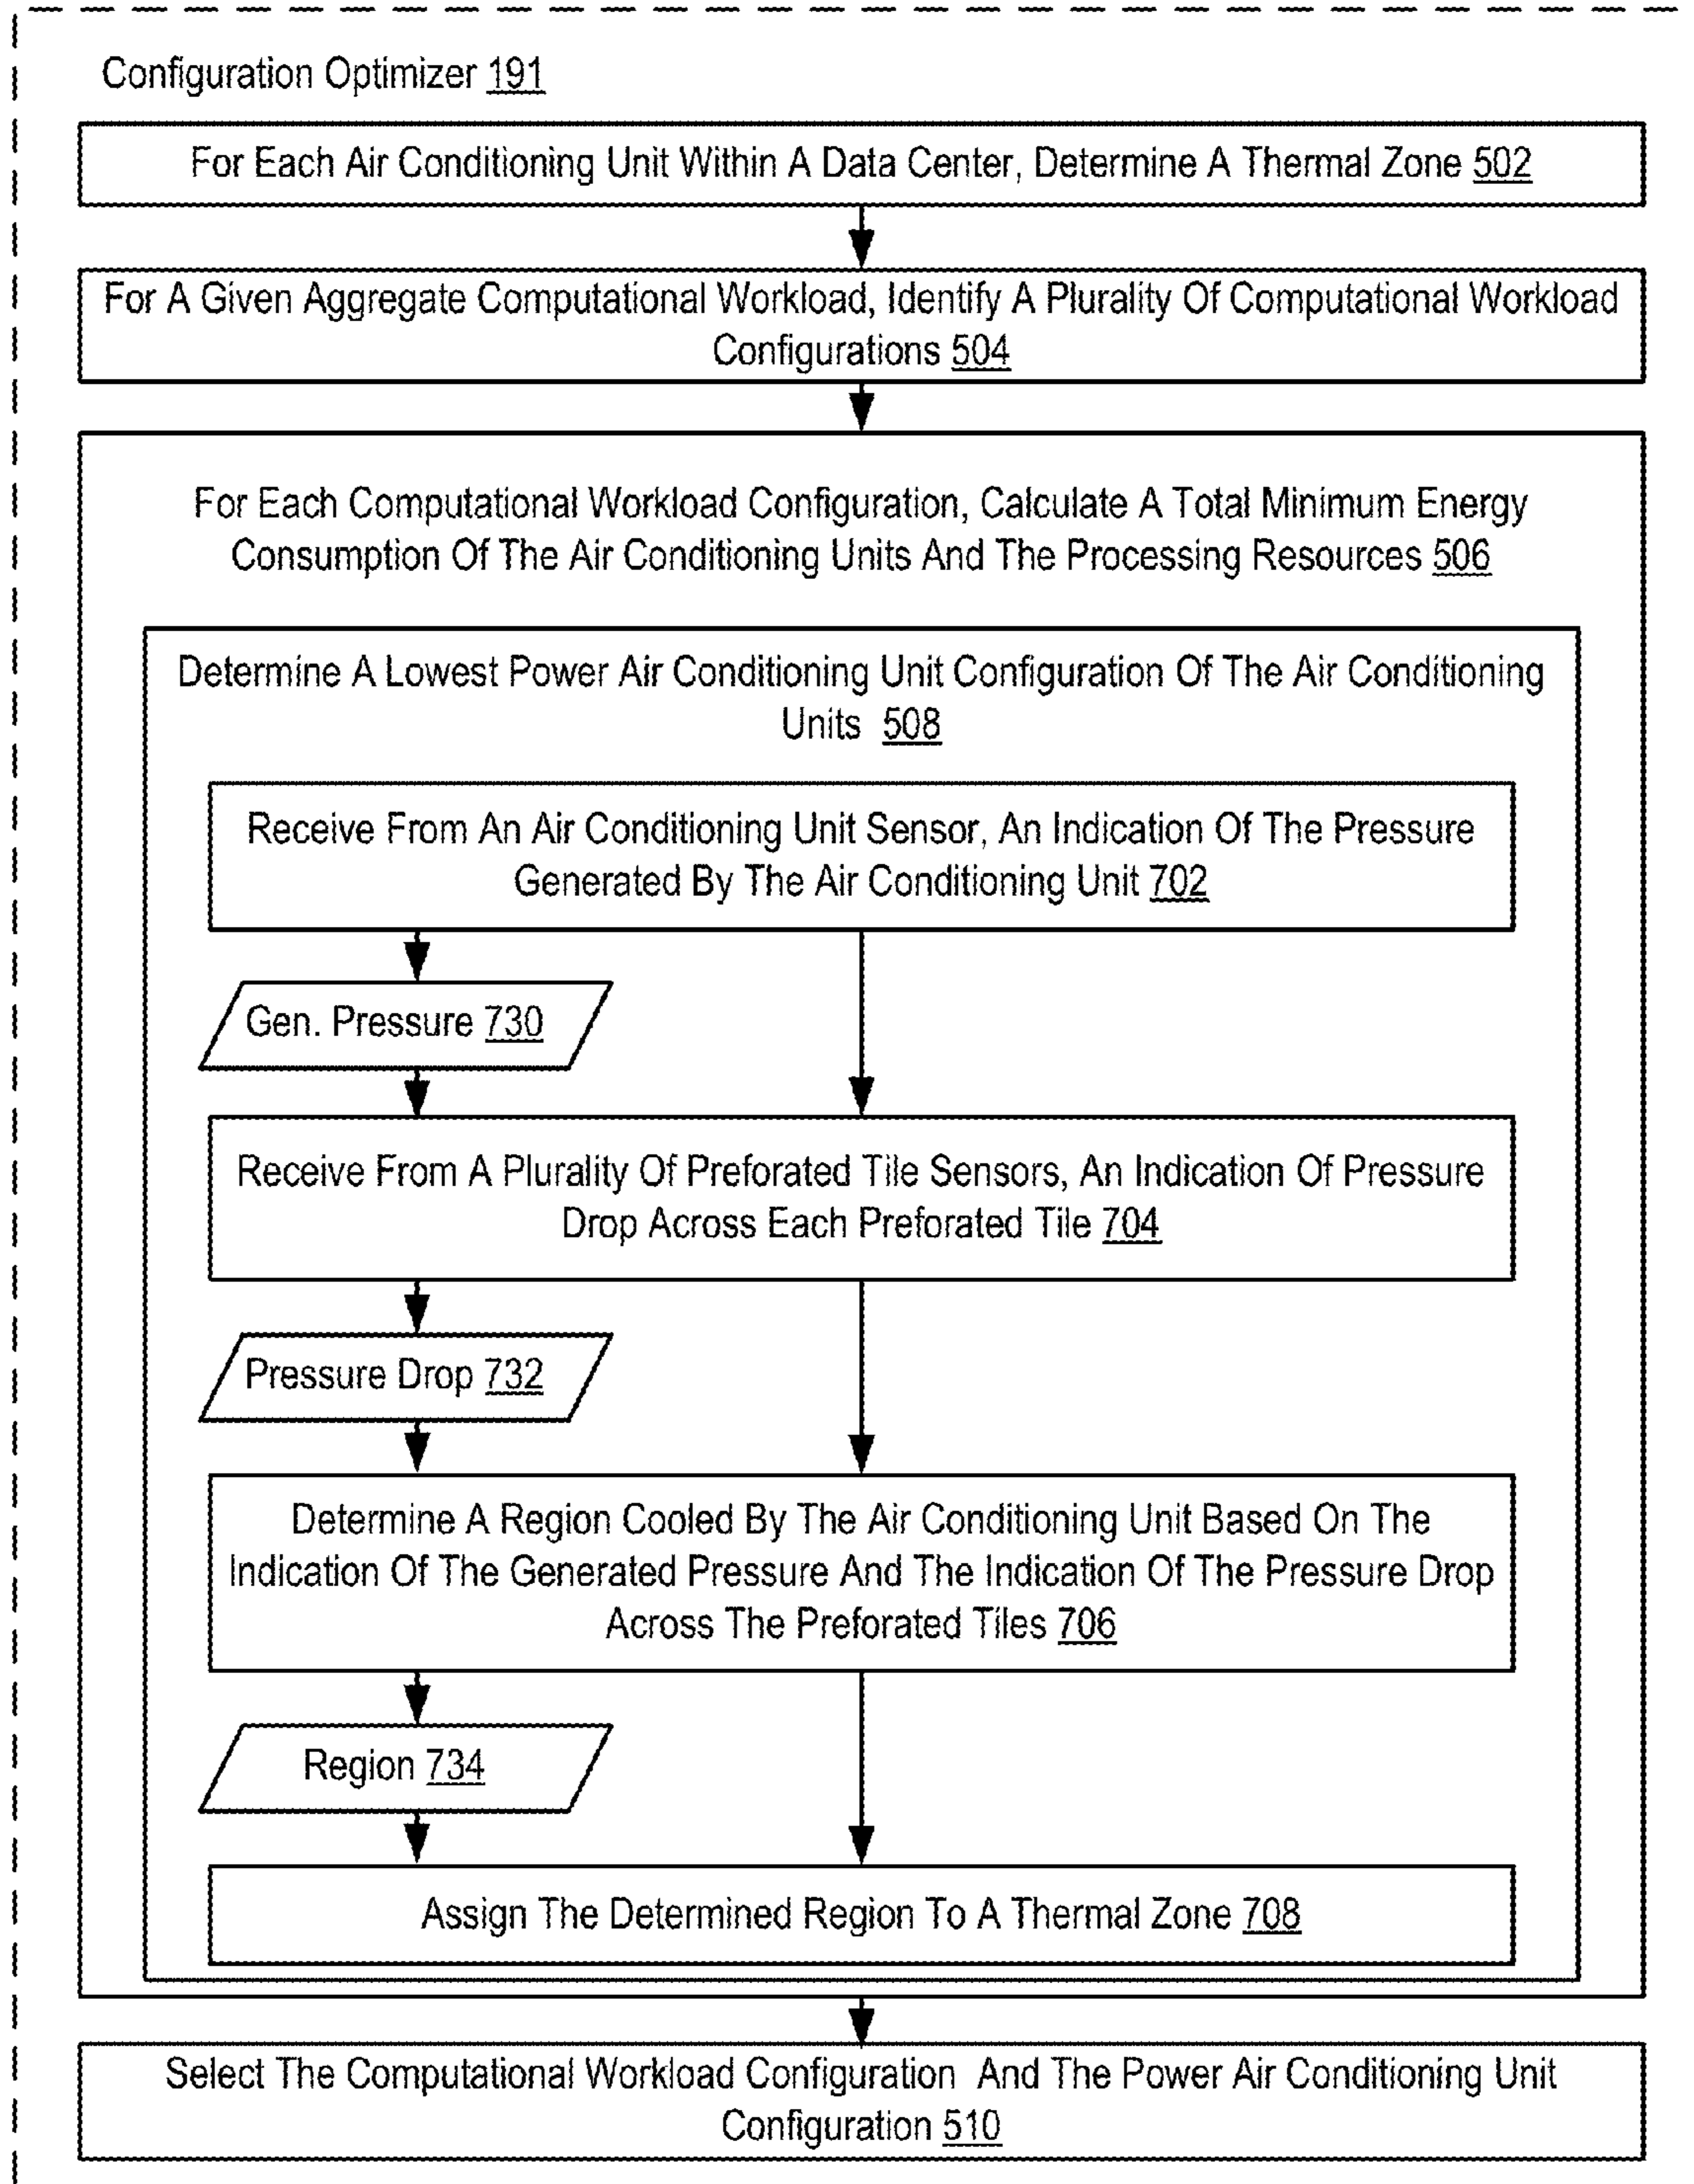 Configuration Optimizer 191
For Each Air Conditioning Unit Within A Data Center, Determine A Thermal Zone 502
For A Given Aggregate Computational Workload, Identify A Plurality Of Computational Workload
Configurations 504
For Each Computational Workload Configuration, Calculate A Total Minimum Energy
Consumption Of The Air Conditioning Units And The Processing Resources 506
Determine A Lowest Power Air Conditioning Unit Configuration Of The Air Conditioning
Units 508
Receive From An Air Conditioning Unit Sensor, An Indication Of The Pressure
Generated By The Air Conditioning Unit 702
Gen. Pressure 730
Receive From A Plurality Of Preforated Tile Sensors, An Indication Of Pressure
Drop Across Each Preforated Tile 704
Pressure Drop 732
Determine A Region Cooled By The Air Conditioning Unit Based On The
Indication Of The Generated Pressure And The Indication Of The Pressure Drop
Across The Preforated Tiles 706
Region 734
Assign The Determined Region To A Thermal Zone 708
Select The Computational Workload Configuration And The Power Air Conditioning Unit
Configuration 510